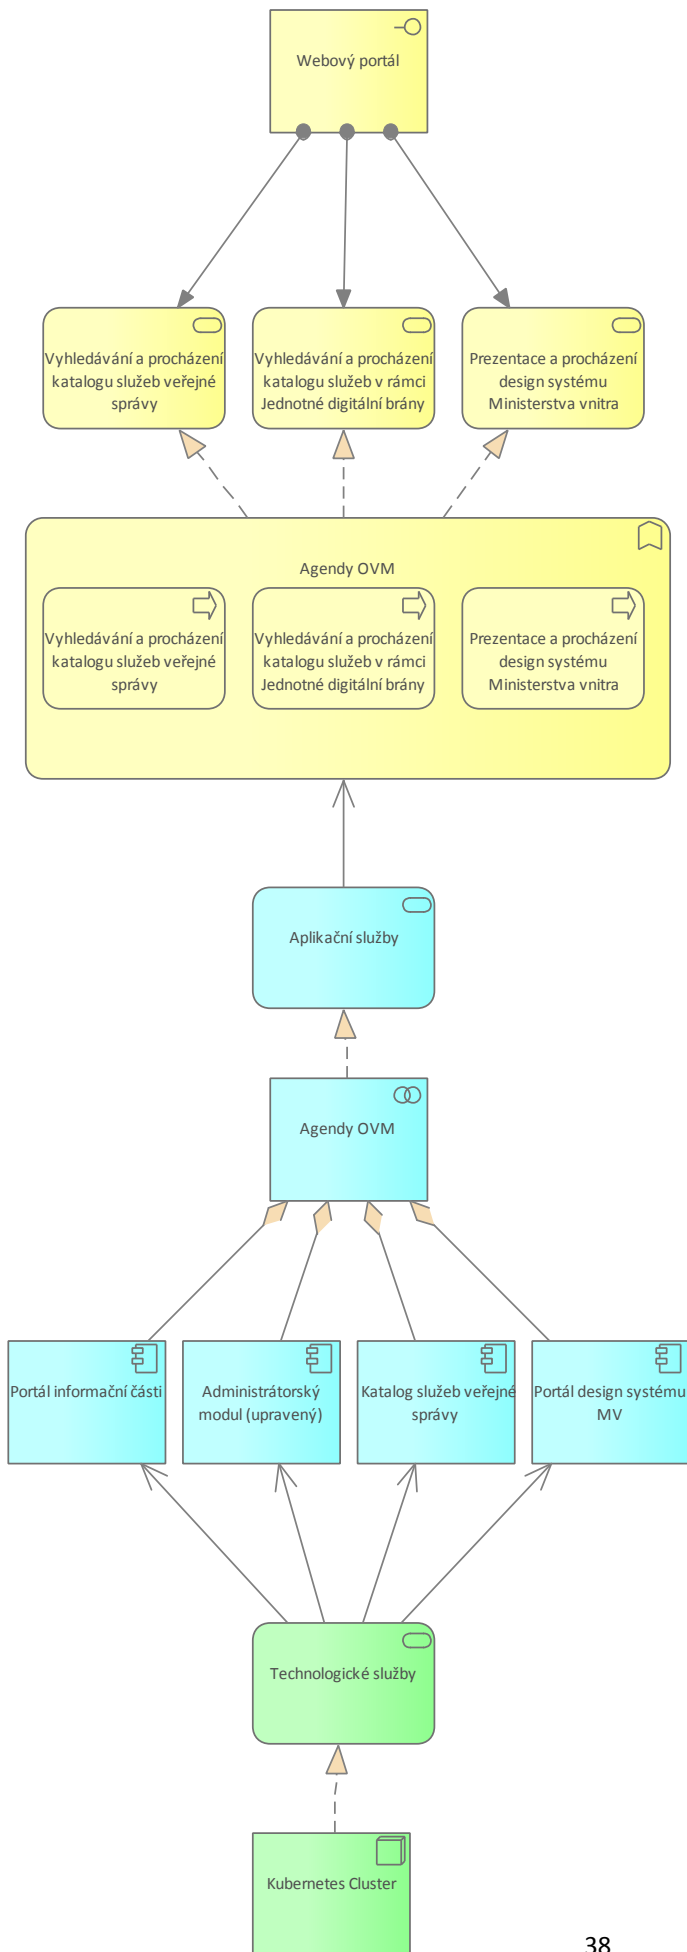 Webový portál
Vyhledávání a procházení
katalogu služeb veřejné
správy
Vyhledávání a procházení
katalogu služeb v rámci
Jednotné digitální brány
Prezentace a procházení
design systému
Ministerstva vnitra
Agendy OVM
Vyhledávání a procházení
katalogu služeb veřejné
správy
Vyhledávání a procházení
katalogu služeb v rámci
Jednotné digitální brány
Prezentace a procházení
design systému
Ministerstva vnitra
Aplikační služby
Agendy OVM
Portál informační části
Administrátorský
modul (upravený)
Katalog služeb veřejné
správy
Portál design systému
MV
Technologické služby
Kubernetes Cluster
38